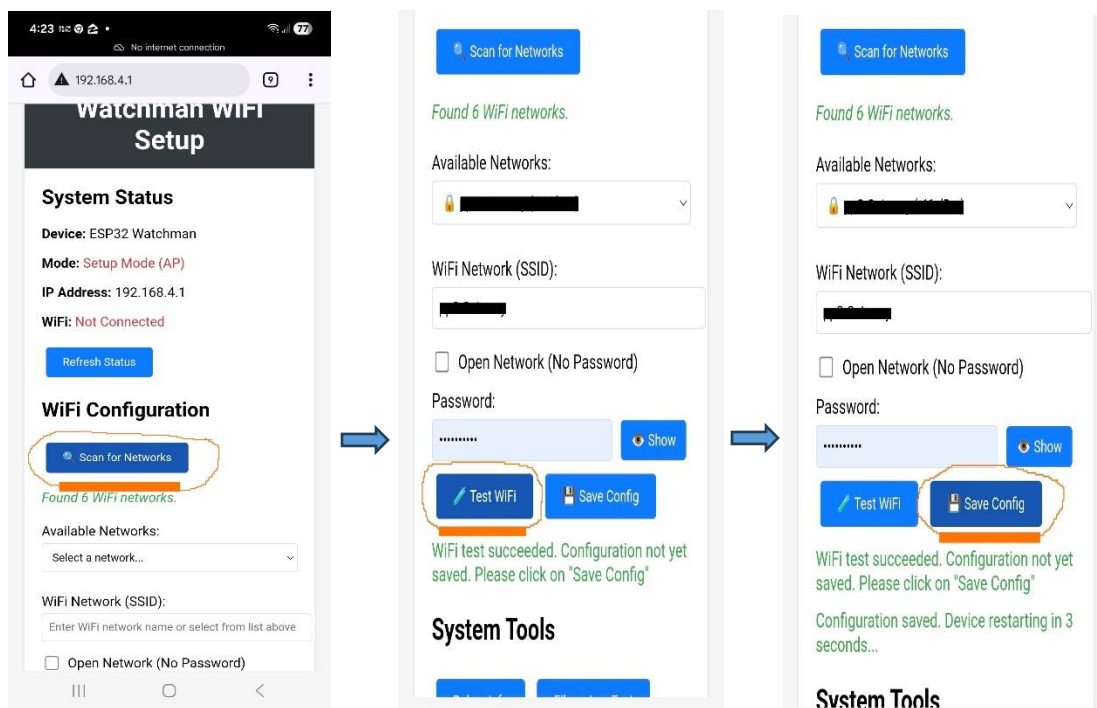 4:23
77
No internet connection
192.168.4.1
9
Watchman WiFi
Setup
System Status
Device: ESP32 Watchman
Mode: Setup Mode (AP)
IP Address: 192.168.4.1
WiFi: Not Connected
Refresh Status
WiFi Configuration
Scan for Networks
Found 6 WiFi networks.
Available Networks:
Select a network...
WiFi Network (SSID):
Enter WiFi network name or select from list above
Open Network (No Password)
Scan for Networks
Found 6 WiFi networks.
Available Networks:
WiFi Network (SSID):
Open Network (No Password)
Password:
Show
Test WiFi
Save Config
WiFi test succeeded. Configuration not yet
saved. Please click on "Save Config"
System Tools
Scan for Networks
Found 6 WiFi networks.
Available Networks:
WiFi Network (SSID):
Open Network (No Password)
Password:
Show
Test WiFi
Save Config
WiFi test succeeded. Configuration not yet
saved. Please click on "Save Config"
Configuration saved. Device restarting in 3
seconds...
System Tools